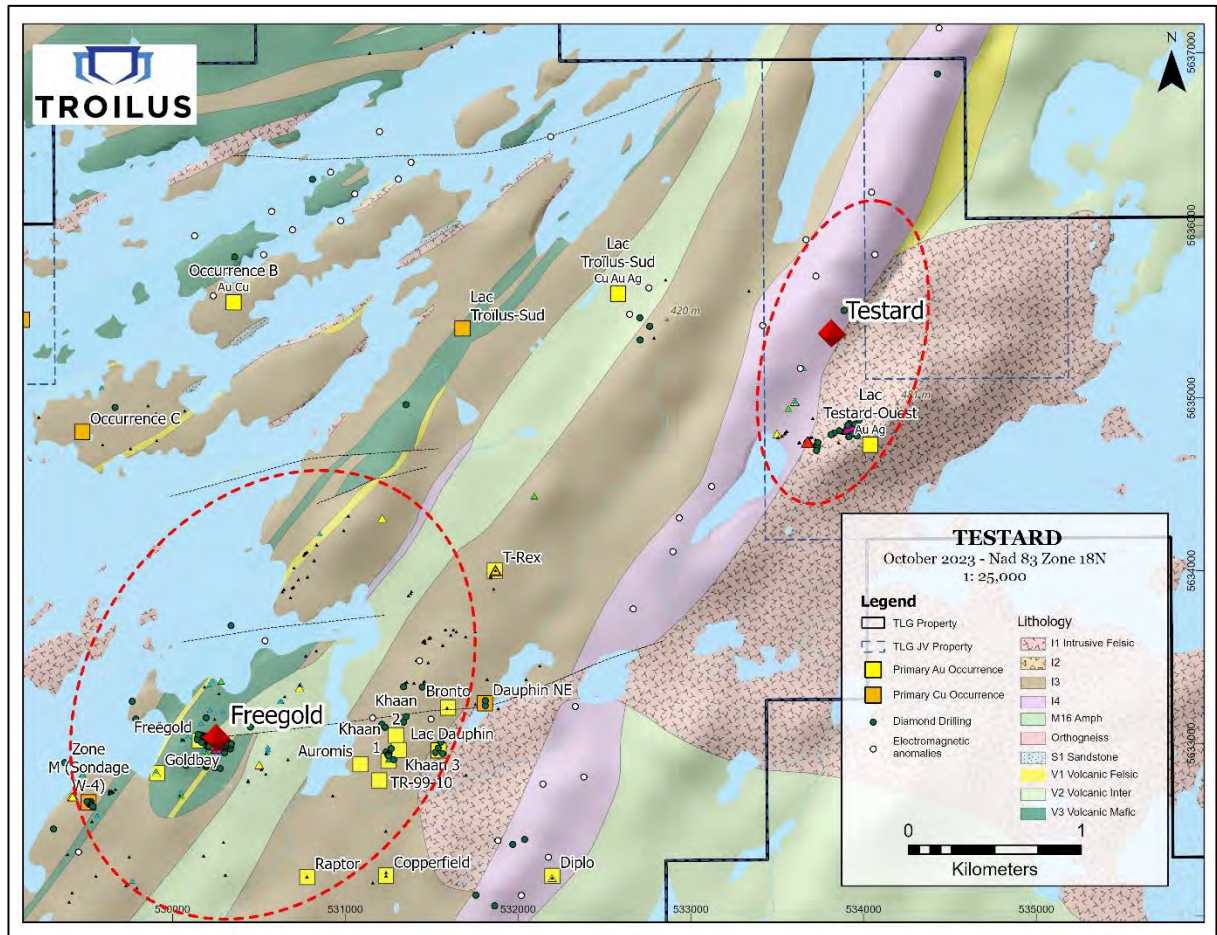 TROILUS
N
5637000
5636000
5635000
5634000
5633000
Occurrence B
Au Cu
Lac
Troïlus-Sud
Cu Au Ag
Lac
Troïlus-Sud
420 m
Testard
Occurrence C
Lac
Testard-Ouest
Au Ag
T-Rex
Khaan
2
Bronto
Dauphin NE
Freegold
Freëgold
Khaan
1
Lac Dauphin
Auromis
Khaan 3
Goldbay
TR-99-10
Zone
M (Sondage
W-4)
Raptor
Copperfield
Diplo
530000
531000
532000
533000
534000
535000
TESTARD
October 2023 - Nad 83 Zone 18N
1: 25,000
Legend
TLG Property
TLG JV Property
Primary Au Occurrence
Primary Cu Occurrence
Diamond Drilling
Electromagnetic
anomalies
Lithology
I1 Intrusive Felsic
I2
I3
I4
M16 Amph
Orthogneiss
S1 Sandstone
V1 Volcanic Felsic
V2 Volcanic Inter
V3 Volcanic Mafic
0
1
Kilometers